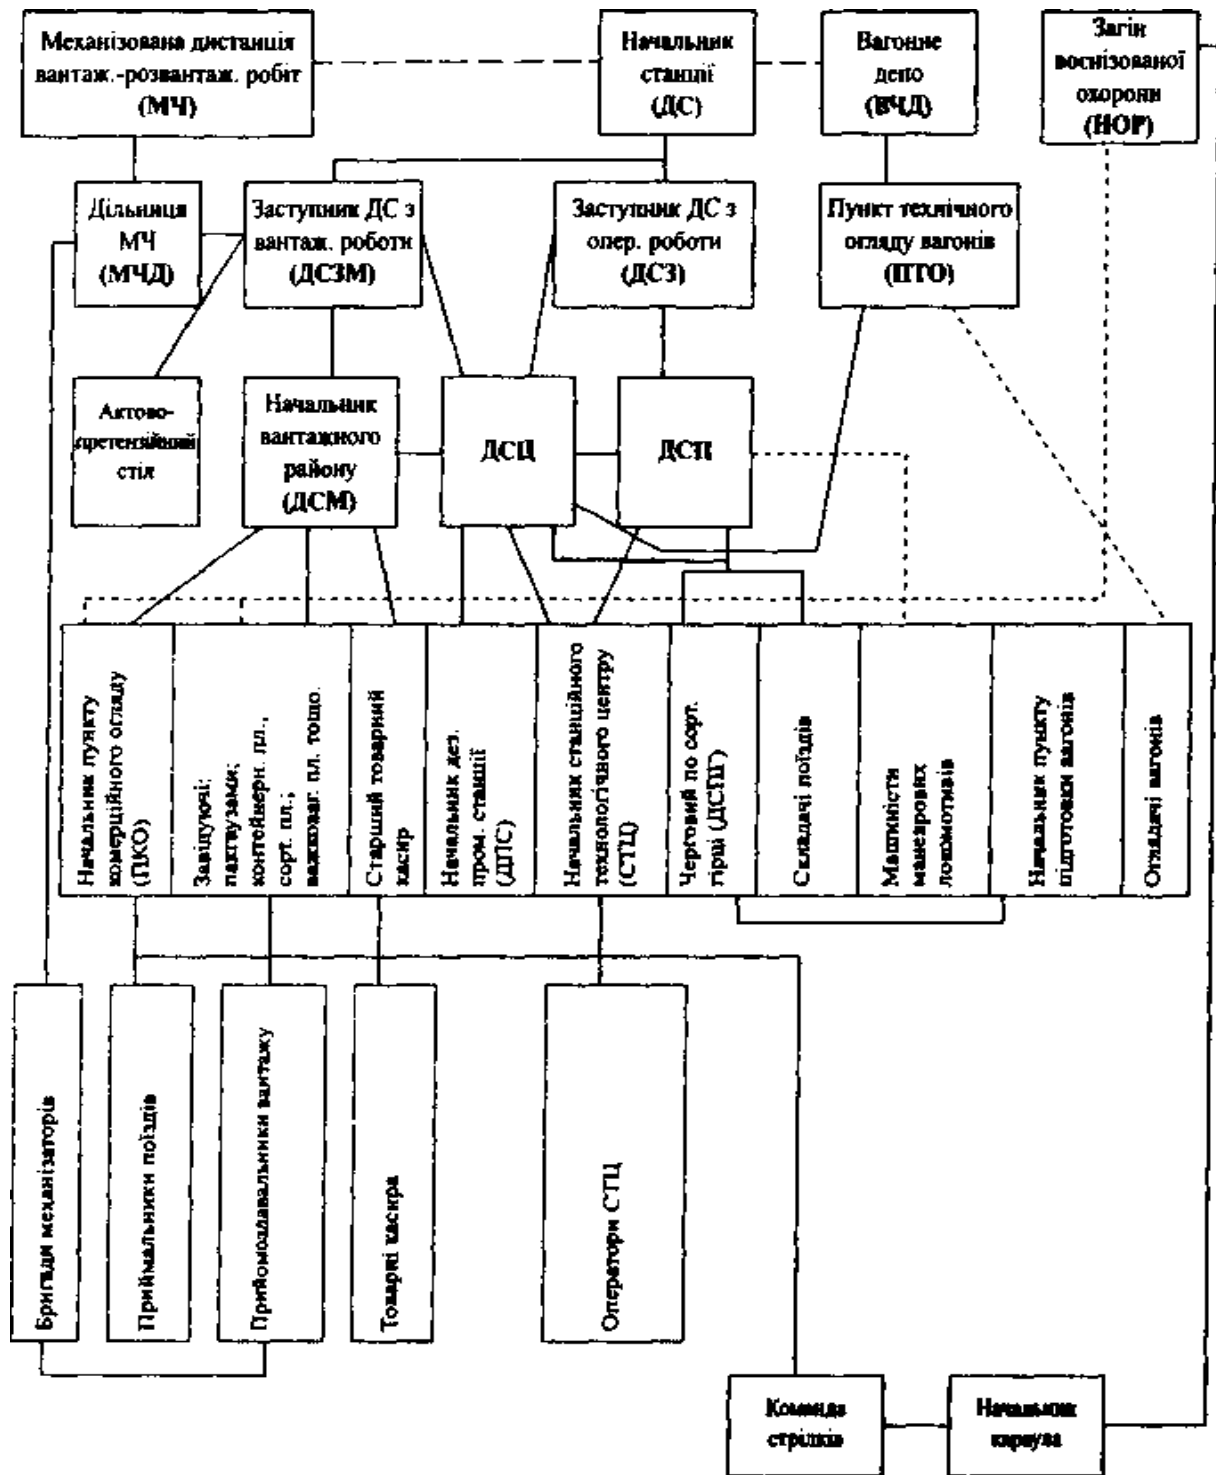 Механізована дистанція
вантаж.-розвантаж. робіт
(МЧ)
Начальник
станції
(ДС)
Вагонне
депо
(ВЧД)
Загін
воєнізованої
охорони
(НОР)
Дільниця
МЧ
(МЧД)
Заступник ДС з
вантаж. роботи
(ДСЗМ)
Заступник ДС з
опер. роботи
(ДСЗ)
Пункт технічного
огляду вагонів
(ПТО)
Актово-
претензійний
стіл
Начальник
вантажного
району
(ДСМ)
ДСЦ
ДСП
Начальник пункту
комерційного огляду
(ПКО)
Завідуючі:
пакгаузами;
контейнерн. пл.,
сорт. пл.;
важковаг. пл. тощо.
Старший товарний
касир
Начальник дез.
пром. станції
(ДПС)
Начальник станційного
технологічного центру
(СТЦ)
Черговий по сорт.
гірці (ДСПГ)
Складачі поїздів
Машиністи
маневрових
локомотивів
Начальник пункту
підготовки вагонів
Оглядачі вагонів
Бригади механізаторів
Приймальники поїздів
Прийомодавальники вантажу
Товарні касира
Оператори СТЦ
Команда
стрілків
Начальник
караула